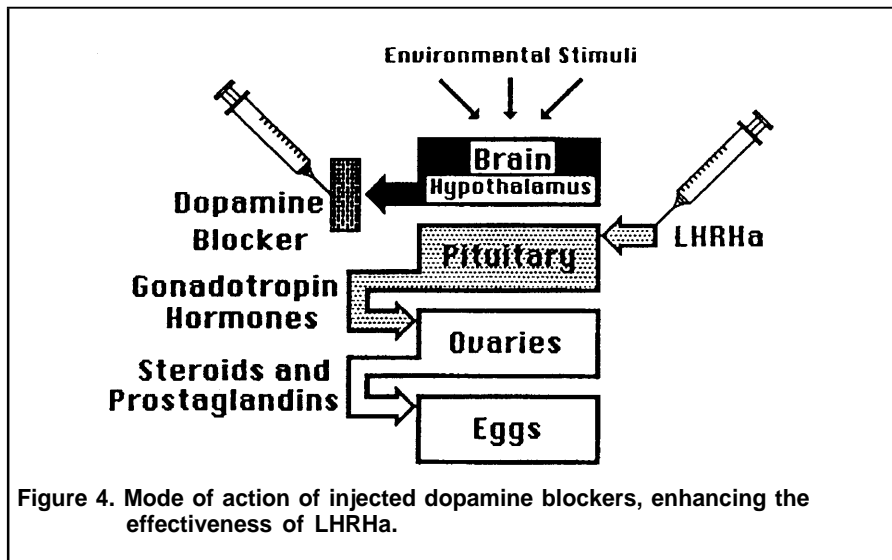 Environmental Stimuli
Brain
Hypothalamus
Dopamine
Blocker
LHRHa
Pituitary
Gonadotropin
Hormones
Ovaries
Steroids and
Prostaglandins
Eggs
Figure 4. Mode of action of injected dopamine blockers, enhancing the
effectiveness of LHRHa.